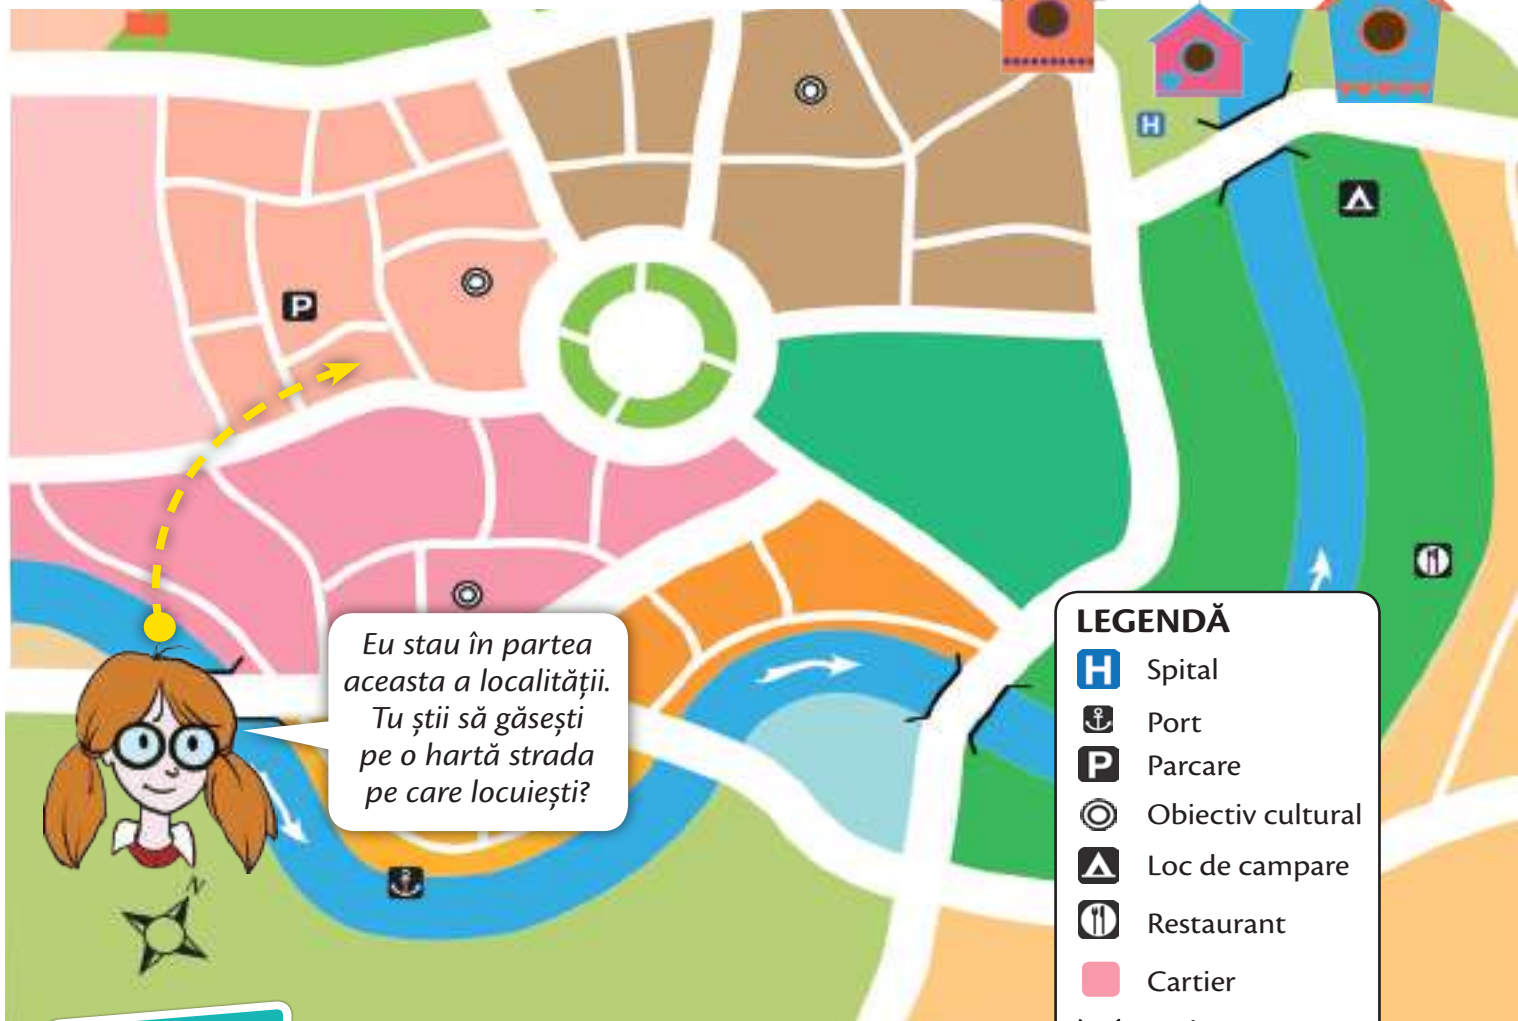 H
P
Eu stau în partea
aceasta a localității.
Tu știi să găsești
pe o hartă strada
pe care locuiești?
N
LEGENDĂ
H Spital
Port
P Parcare
Obiectiv cultural
Loc de campare
Restaurant
Cartier